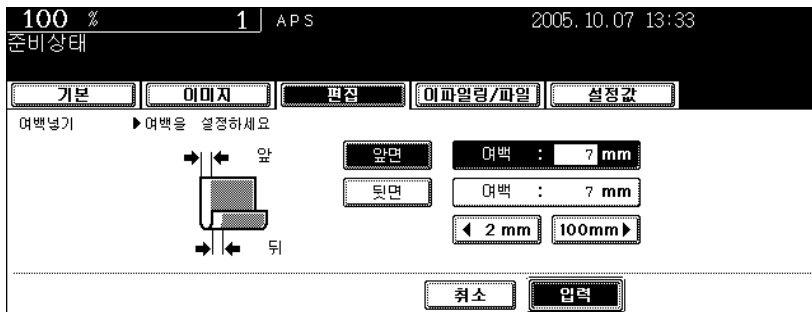 100 % 1 APS 2005.10.07 13:33
준비상태
기본 이미지 편집 이파일링/파일 설정값
여백넣기 ▶여백을 설정하세요
앞 앞면 여백 : 7 mm
뒷면 여백 : 7 mm
◀ 2 mm 100mm▶
뒤
취소 입력